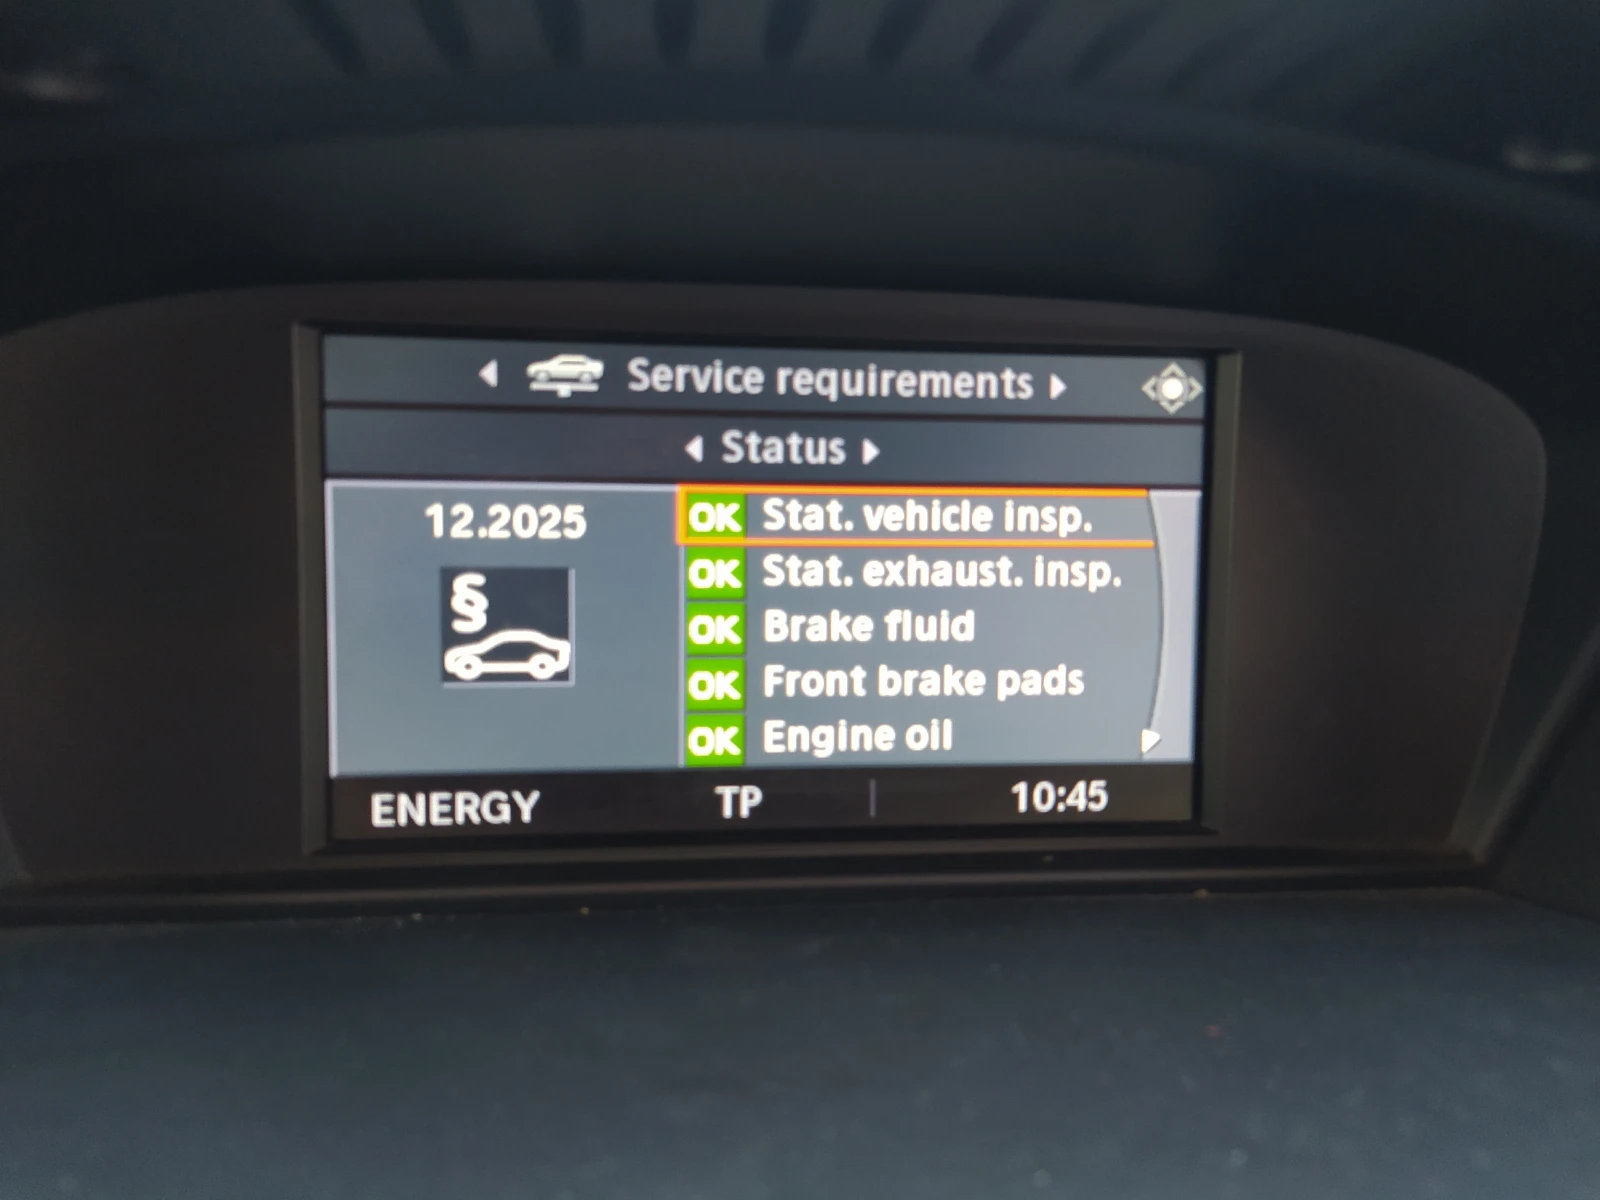 Service requirements
Status
12.2025
§
OK Stat. vehicle insp.
OK Stat. exhaust. insp.
OK Brake fluid
OK Front brake pads
OK Engine oil
ENERGY TP 10:45